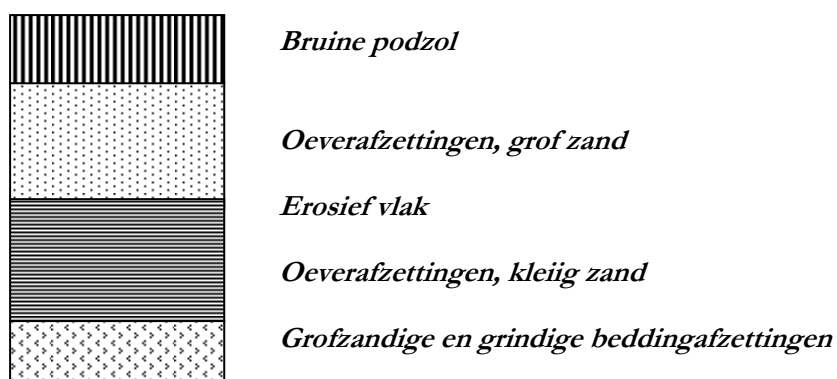 Bruine podzol
Oeverafzettingen, grof zand
Erosief vlak
Oeverafzettingen, kleiig zand
Grofzandige en grindige beddingafzettingen